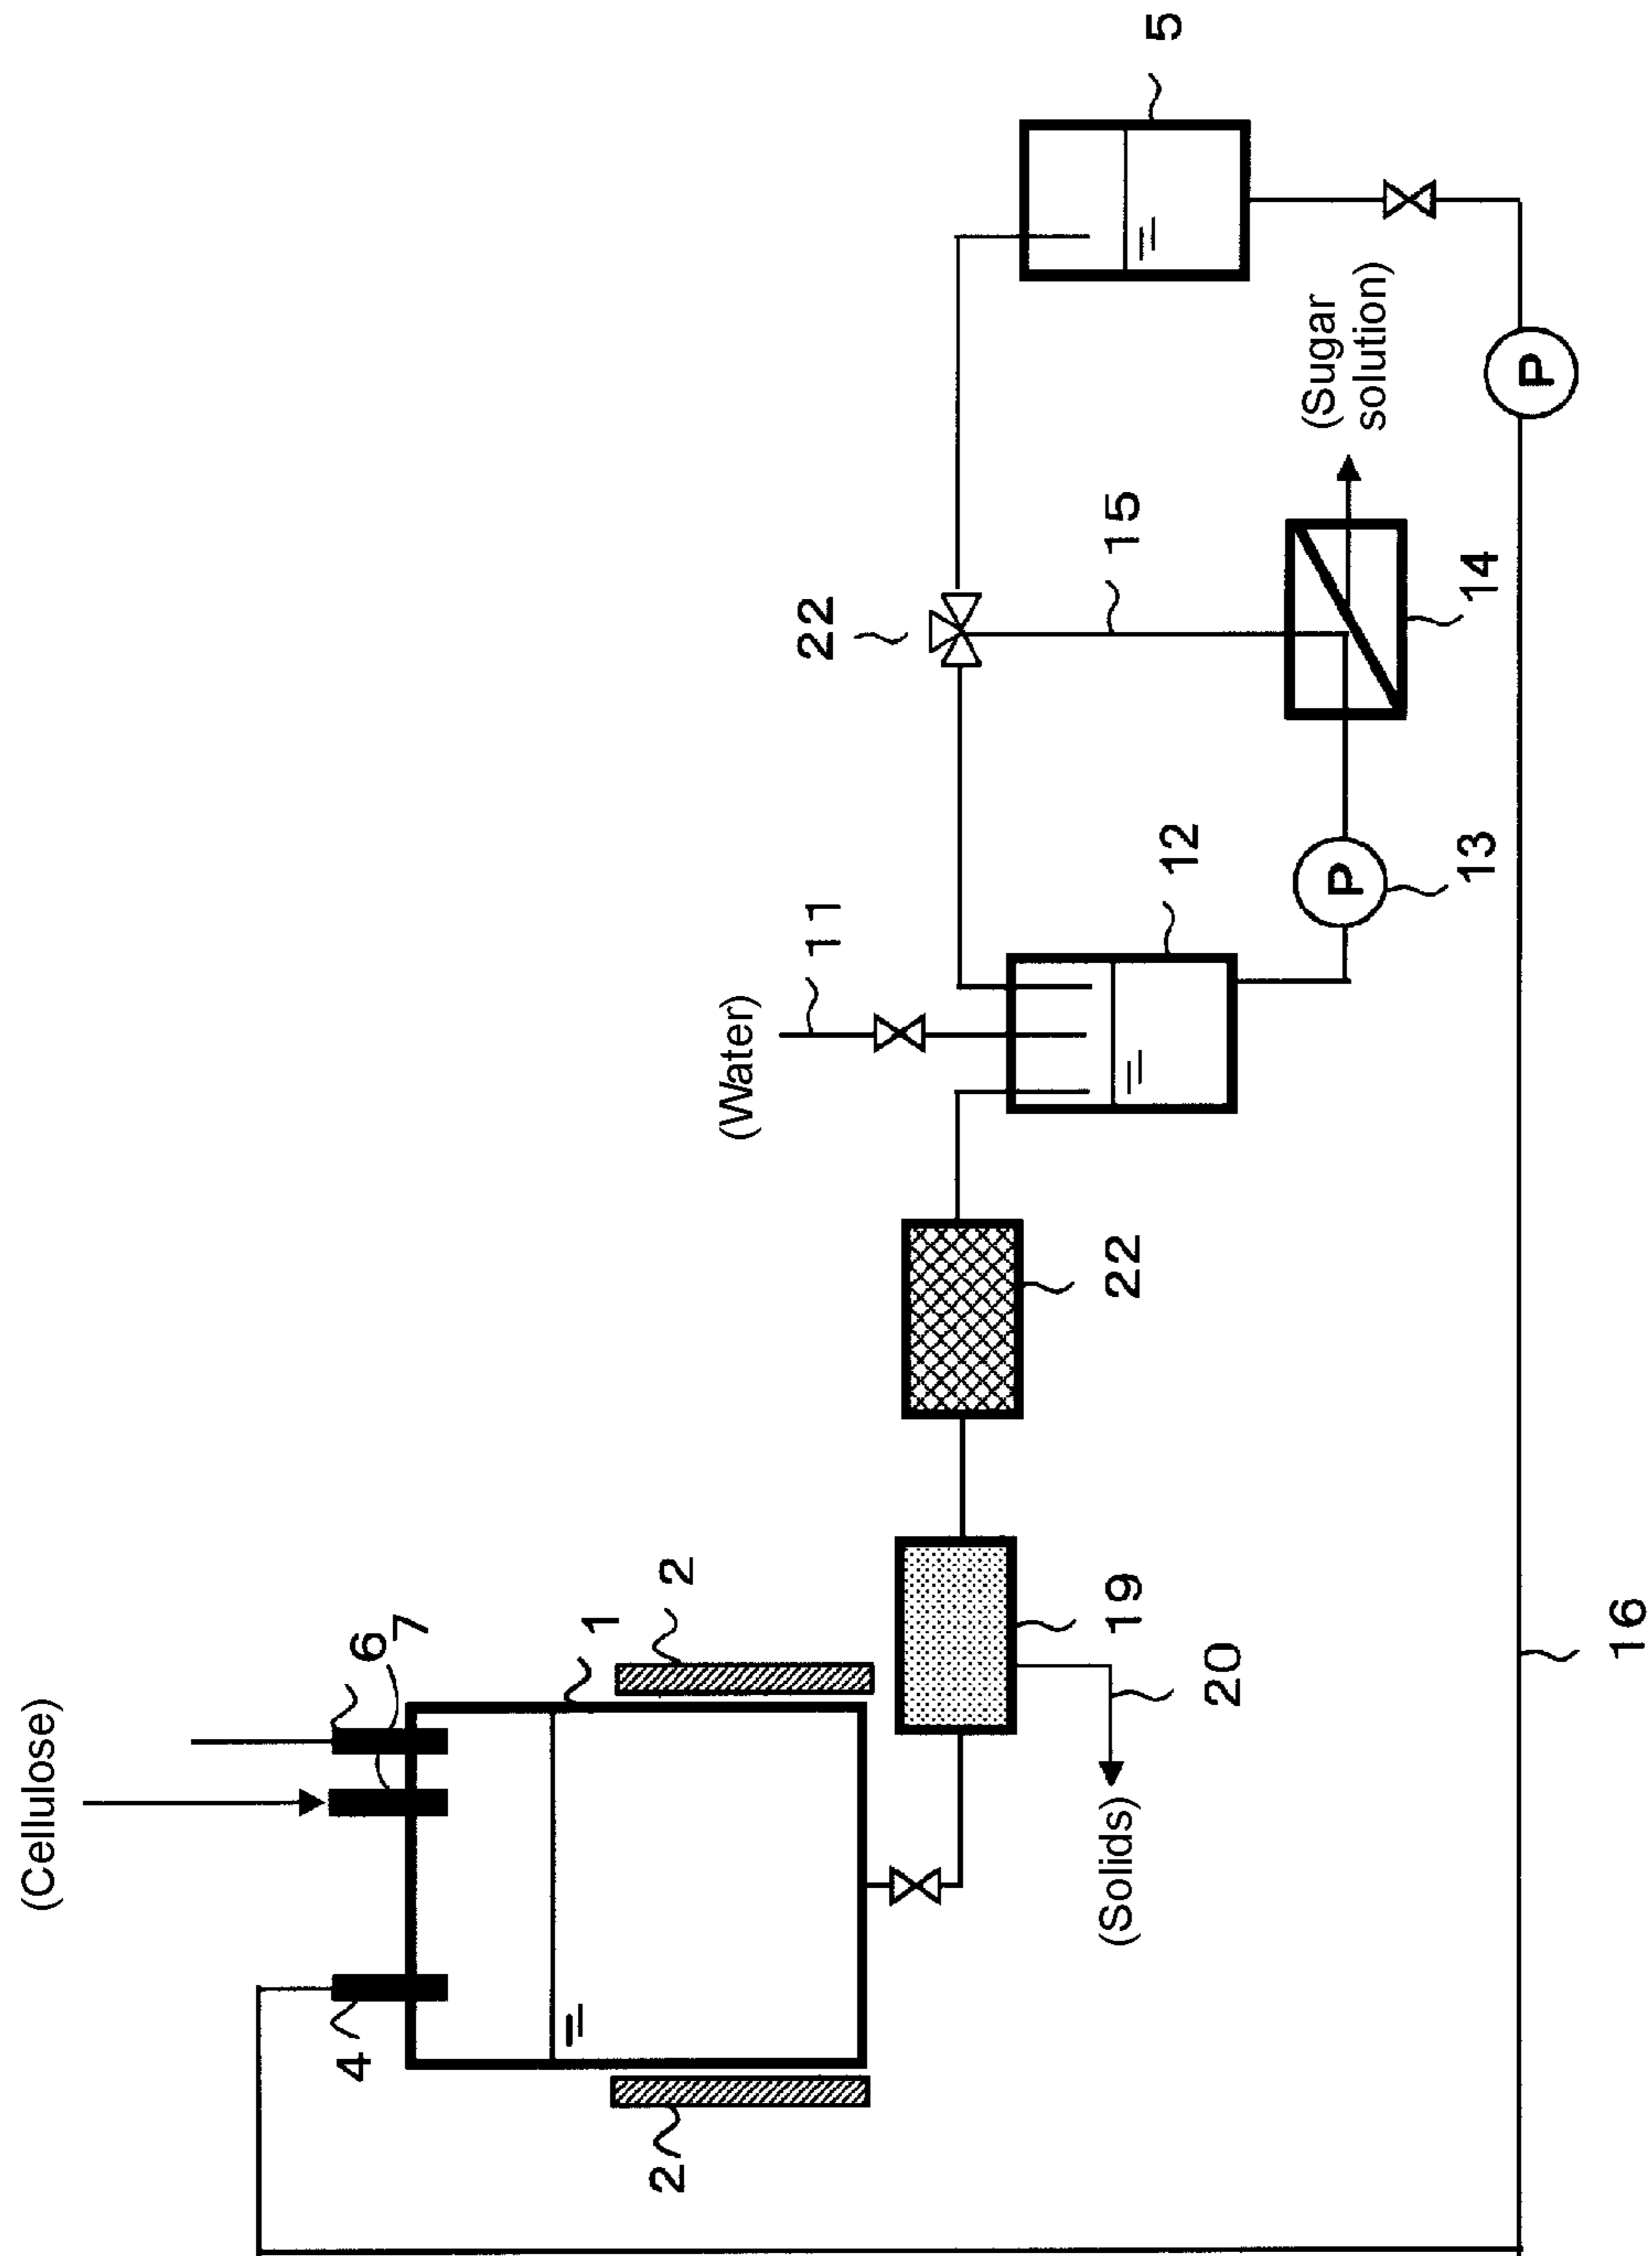 (Cellulose)
4
6
7
1
2
2
(Water)
11
22
5
12
15
22
19
(Solids)
20
(Sugar
solution)
P
13
14
P
16